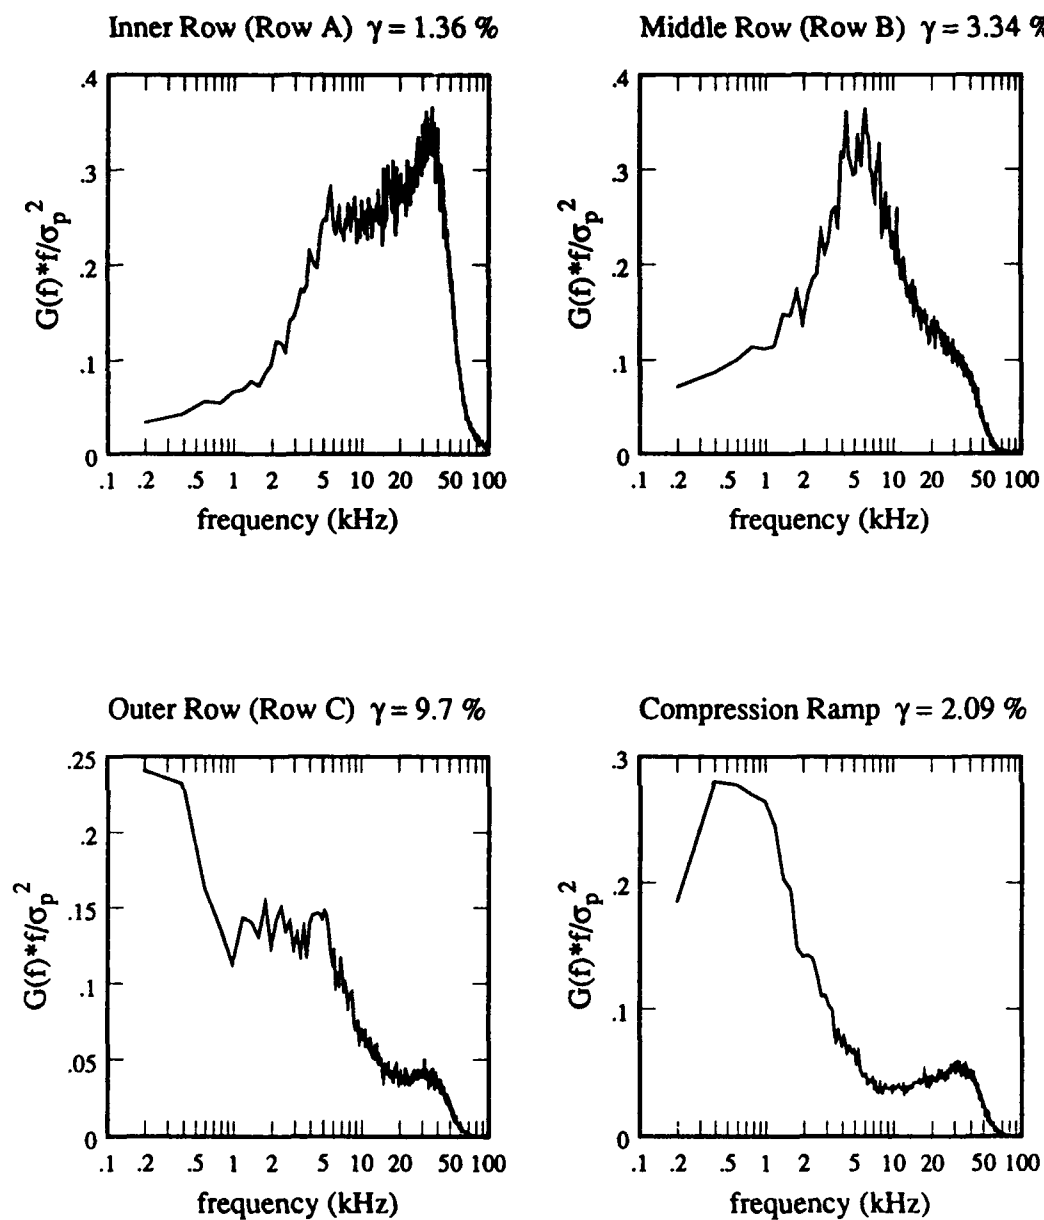 Inner Row (Row A) γ = 1.36 %
.4
.3
.2
.1
0
G(f)*f/σp2
.1 .2 .5 1 2 5 10 20 50 100
frequency (kHz)
Middle Row (Row B) γ = 3.34 %
.4
.3
.2
.1
0
G(f)*f/σp2
.1 .2 .5 1 2 5 10 20 50 100
frequency (kHz)
Outer Row (Row C) γ = 9.7 %
.25
.2
.15
.1
.05
0
G(f)*f/σp2
.1 .2 .5 1 2 5 10 20 50 100
frequency (kHz)
Compression Ramp γ = 2.09 %
.3
.2
.1
0
G(f)*f/σp2
.1 .2 .5 1 2 5 10 20 50 100
frequency (kHz)